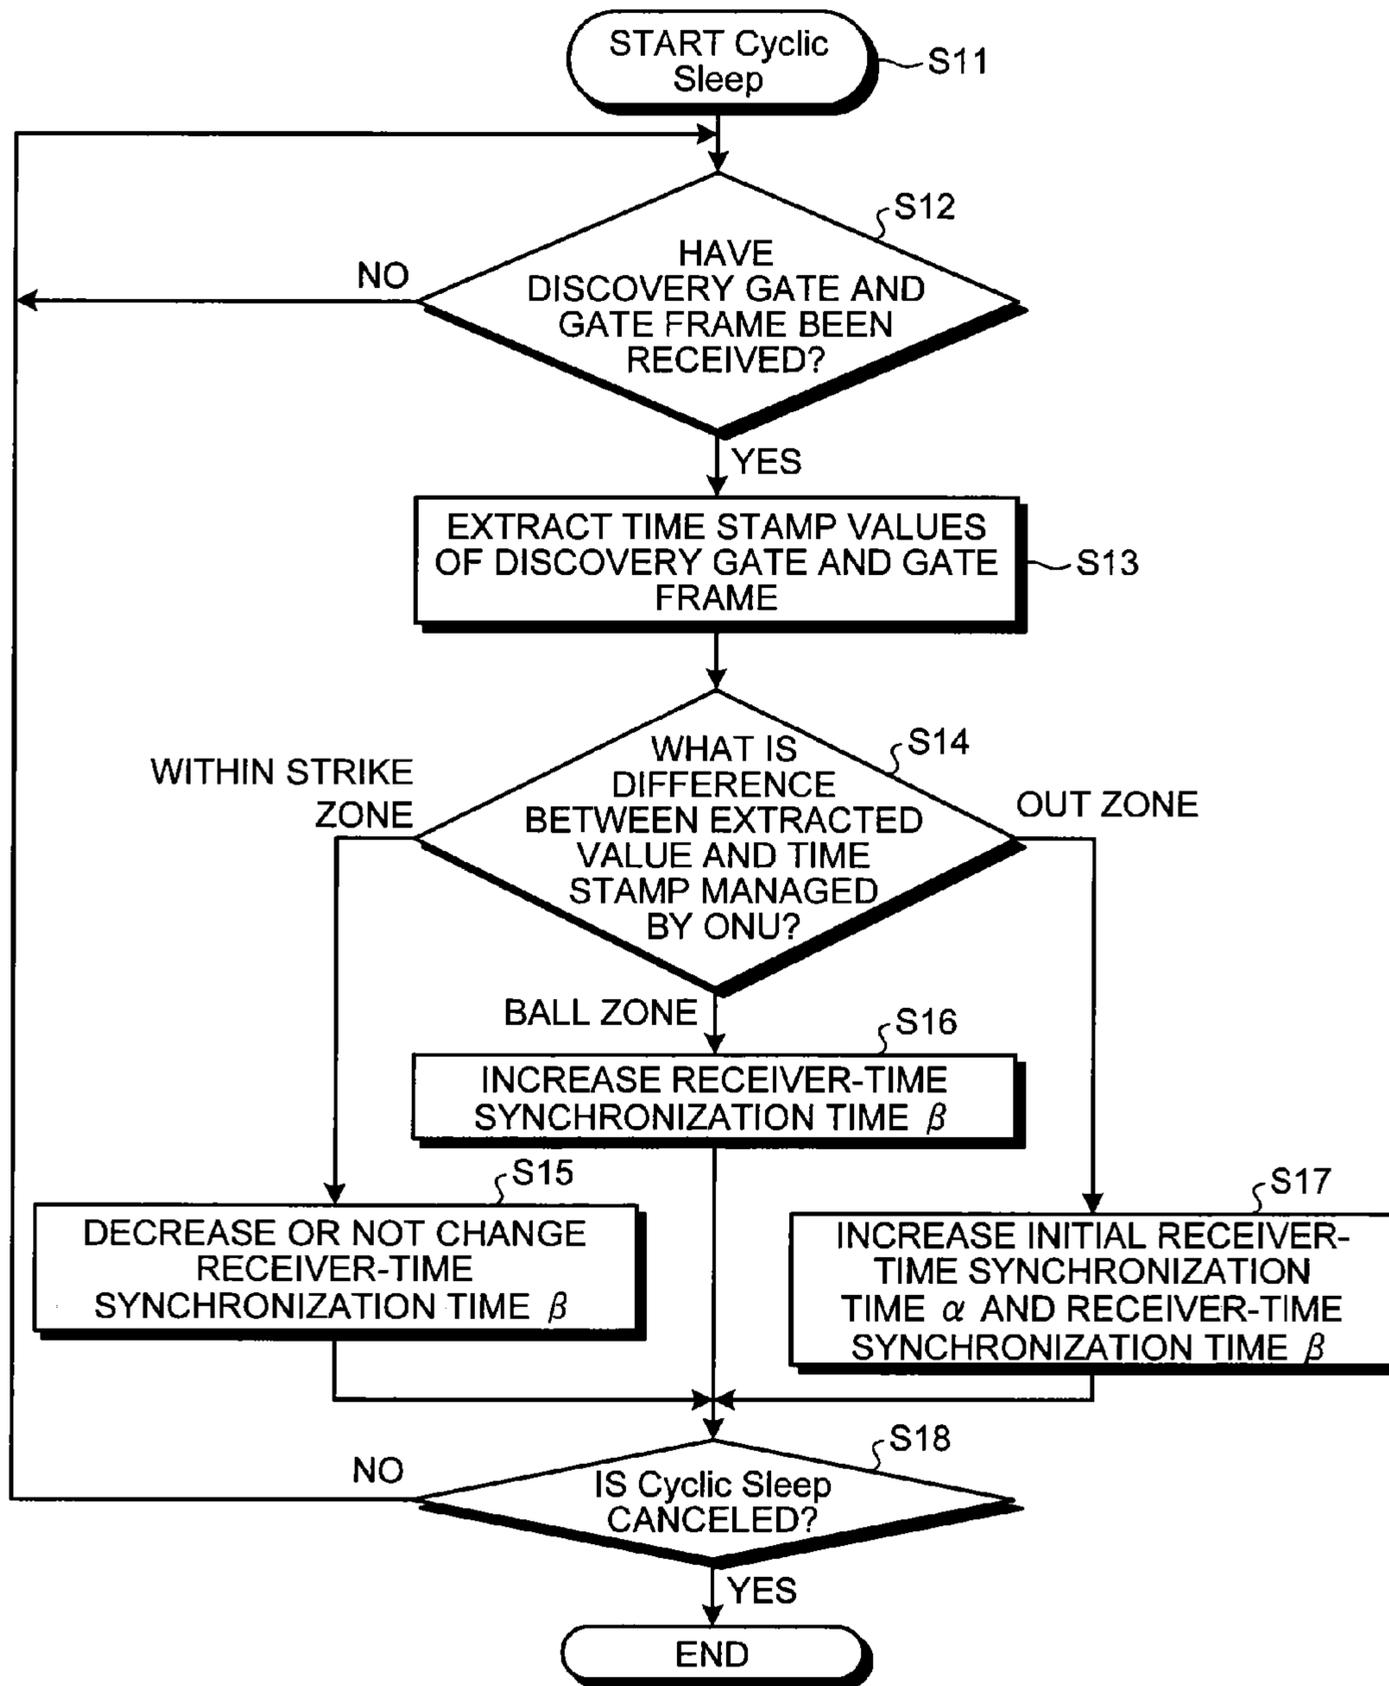 START Cyclic
Sleep
S11
S12
HAVE
DISCOVERY GATE AND
GATE FRAME BEEN
RECEIVED?
NO
YES
EXTRACT TIME STAMP VALUES
OF DISCOVERY GATE AND GATE
FRAME
S13
S14
WHAT IS
DIFFERENCE
BETWEEN EXTRACTED
VALUE AND TIME
STAMP MANAGED
BY ONU?
WITHIN STRIKE
ZONE
OUT ZONE
BALL ZONE
S16
INCREASE RECEIVER-TIME
SYNCHRONIZATION TIME β
S15
DECREASE OR NOT CHANGE
RECEIVER-TIME
SYNCHRONIZATION TIME β
S17
INCREASE INITIAL RECEIVER-
TIME SYNCHRONIZATION
TIME α AND RECEIVER-TIME
SYNCHRONIZATION TIME β
S18
IS Cyclic Sleep
CANCELED?
NO
YES
END